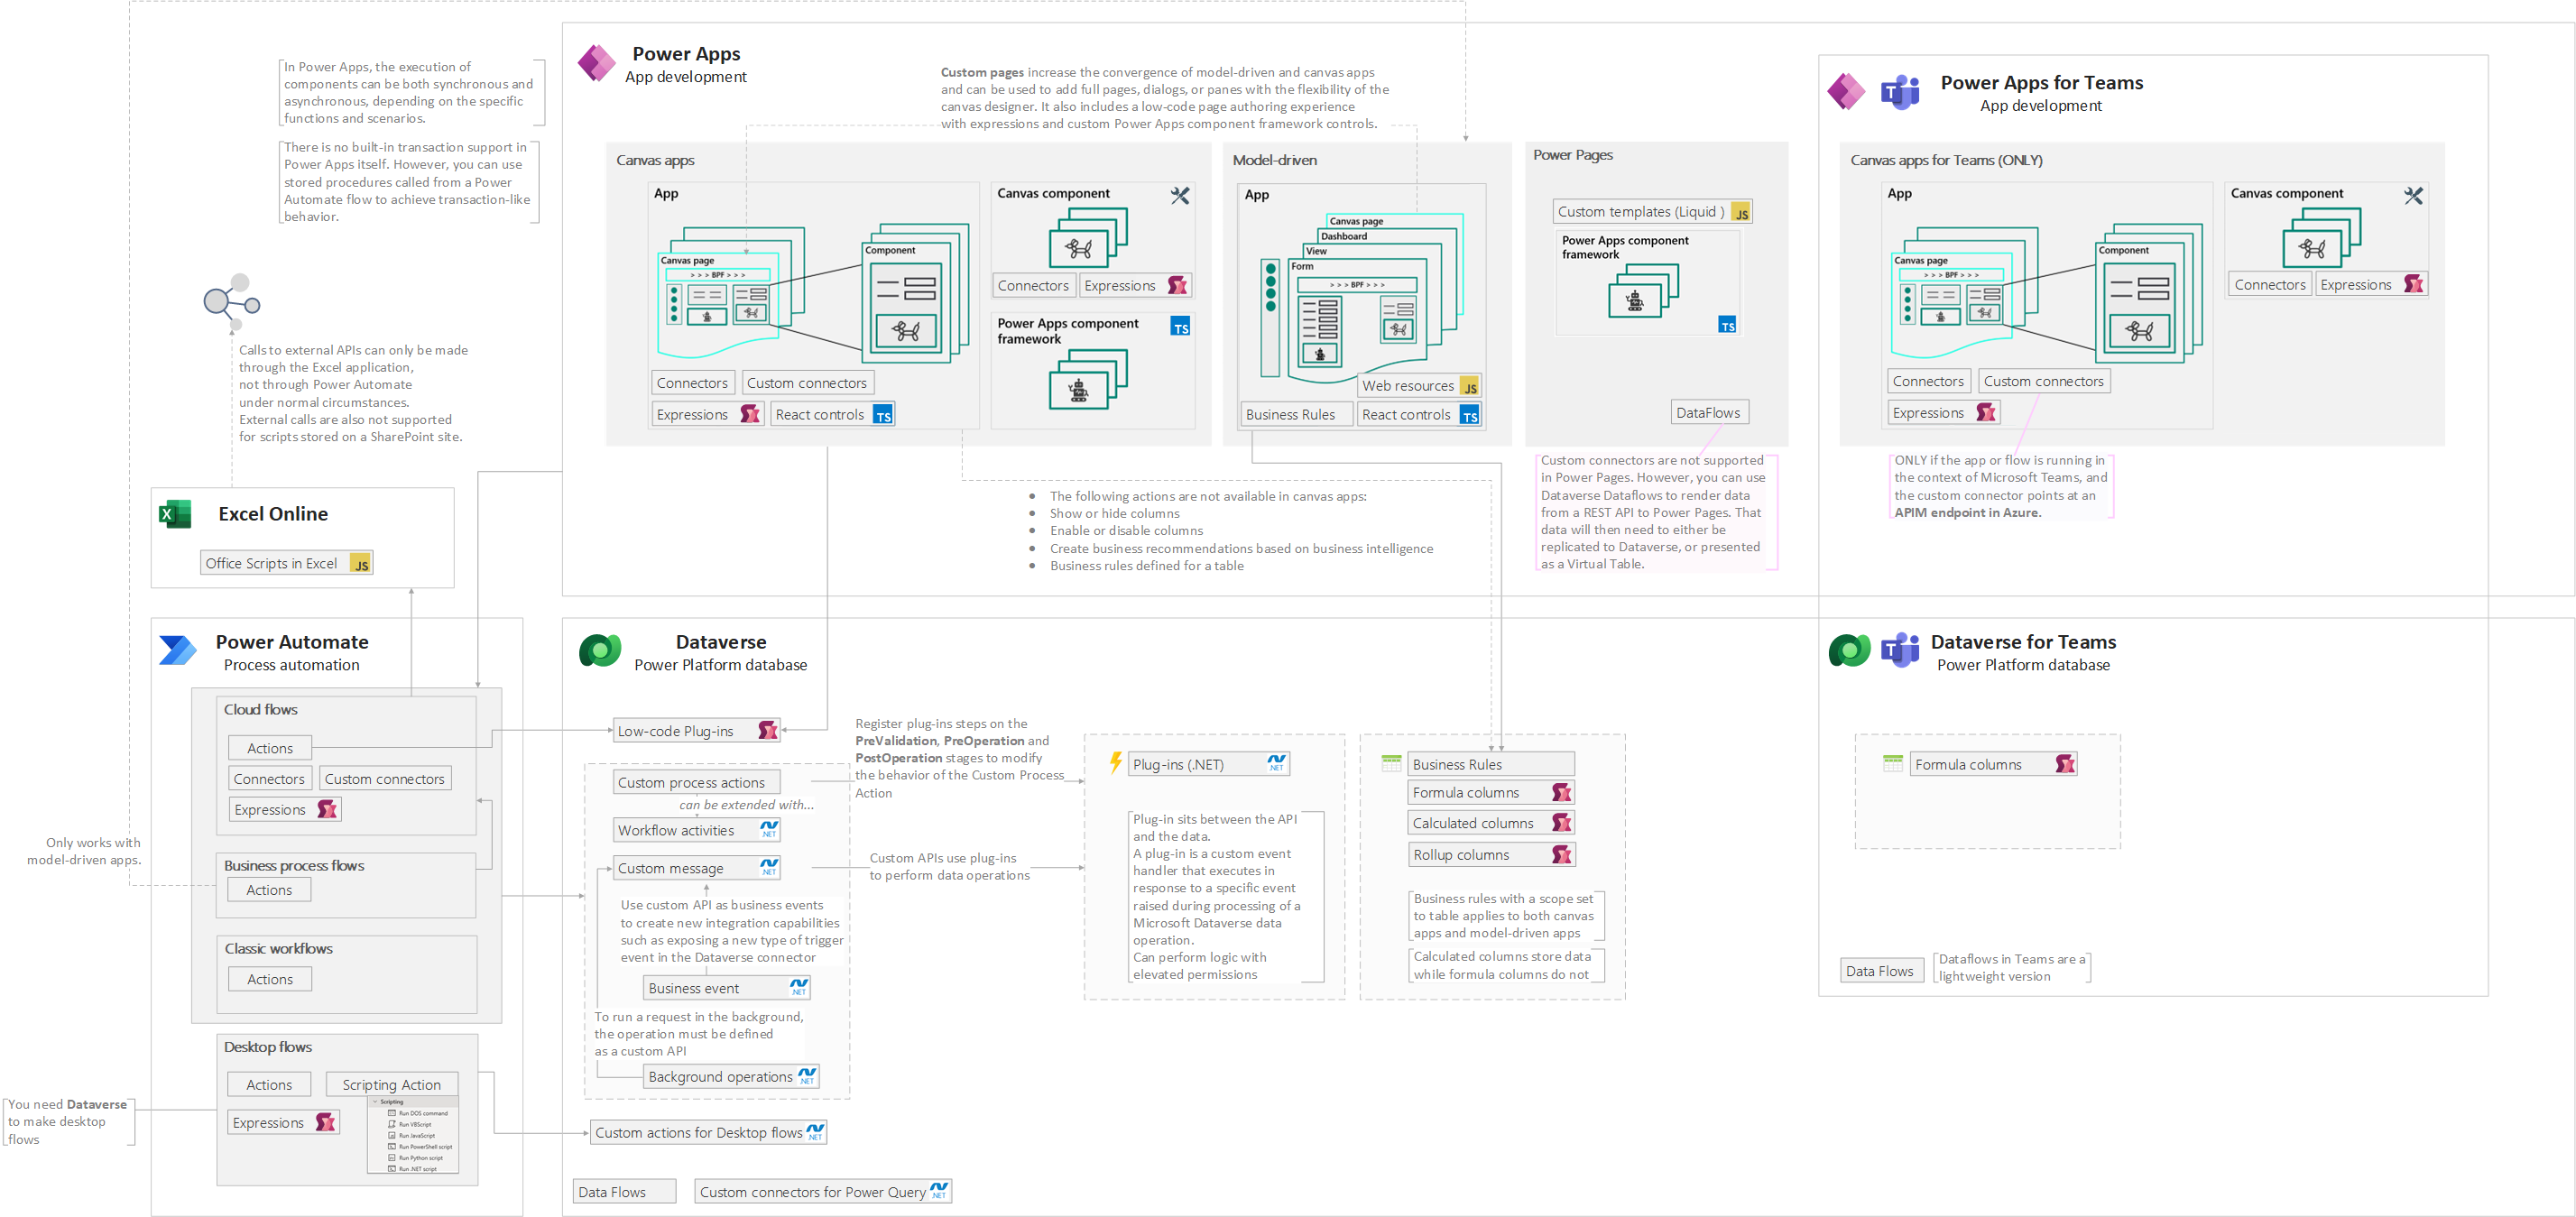 In Power Apps, the execution of
components can be both synchronous and
asynchronous, depending on the specific
functions and scenarios.
There is no built-in transaction support in
Power Apps itself. However, you can use
stored procedures called from a Power
Automate flow to achieve transaction-like
behavior.
Calls to external APIs can only be made
through the Excel application,
not through Power Automate
under normal circumstances.
External calls are also not supported
for scripts stored on a SharePoint site.
Excel Online
Office Scripts in Excel
JS
Power Apps
App development
Custom pages increase the convergence of model-driven and canvas apps
and can be used to add full pages, dialogs, or panes with the flexibility of the
canvas designer. It also includes a low-code page authoring experience
with expressions and custom Power Apps component framework controls.
Canvas apps
App
Canvas page
> > > BPF > > >
Component
Connectors
Custom connectors
Expressions
React controls
TS
Canvas component
Connectors
Expressions
Power Apps component
framework
TS
Model-driven
App
Canvas page
Dashboard
View
Form
> > > BPF > > >
Web resources
JS
Business Rules
React controls
TS
Power Pages
Custom templates (Liquid )
JS
Power Apps component
framework
TS
DataFlows
Custom connectors are not supported
in Power Pages. However, you can use
Dataverse Dataflows to render data
from a REST API to Power Pages. That
data will then need to either be
replicated to Dataverse, or presented
as a Virtual Table.
The following actions are not available in canvas apps:
Show or hide columns
Enable or disable columns
Create business recommendations based on business intelligence
Business rules defined for a table
Power Apps for Teams
App development
Canvas apps for Teams (ONLY)
App
Canvas page
> > > BPF > > >
Component
Connectors
Custom connectors
Expressions
Canvas component
Connectors
Expressions
ONLY if the app or flow is running in
the context of Microsoft Teams, and
the custom connector points at an
APIM endpoint in Azure.
Power Automate
Process automation
Cloud flows
Actions
Connectors
Custom connectors
Expressions
Only works with
model-driven apps.
Business process flows
Actions
Classic workflows
Actions
Desktop flows
Actions
Scripting Action
Expressions
Scripting
Run DOS command
Run VBScript
Run JavaScript
Run PowerShell script
Run Python script
Run .NET script
You need Dataverse
to make desktop
flows
Dataverse
Power Platform database
Low-code Plug-ins
Custom process actions
can be extended with...
Workflow activities
.NET
Custom message
.NET
Use custom API as business events
to create new integration capabilities
such as exposing a new type of trigger
event in the Dataverse connector
Business event
.NET
To run a request in the background,
the operation must be defined
as a custom API
Background operations
.NET
Custom actions for Desktop flows
.NET
Data Flows
Custom connectors for Power Query
.NET
Register plug-ins steps on the
PreValidation, PreOperation and
PostOperation stages to modify
the behavior of the Custom Process
Action
Custom APIs use plug-ins
to perform data operations
Plug-ins (.NET)
.NET
Plug-in sits between the API
and the data.
A plug-in is a custom event
handler that executes in
response to a specific event
raised during processing of a
Microsoft Dataverse data
operation.
Can perform logic with
elevated permissions
Business Rules
Formula columns
Calculated columns
Rollup columns
Business rules with a scope set
to table applies to both canvas
apps and model-driven apps
Calculated columns store data
while formula columns do not
Dataverse for Teams
Power Platform database
Formula columns
Data Flows
Dataflows in Teams are a
lightweight version